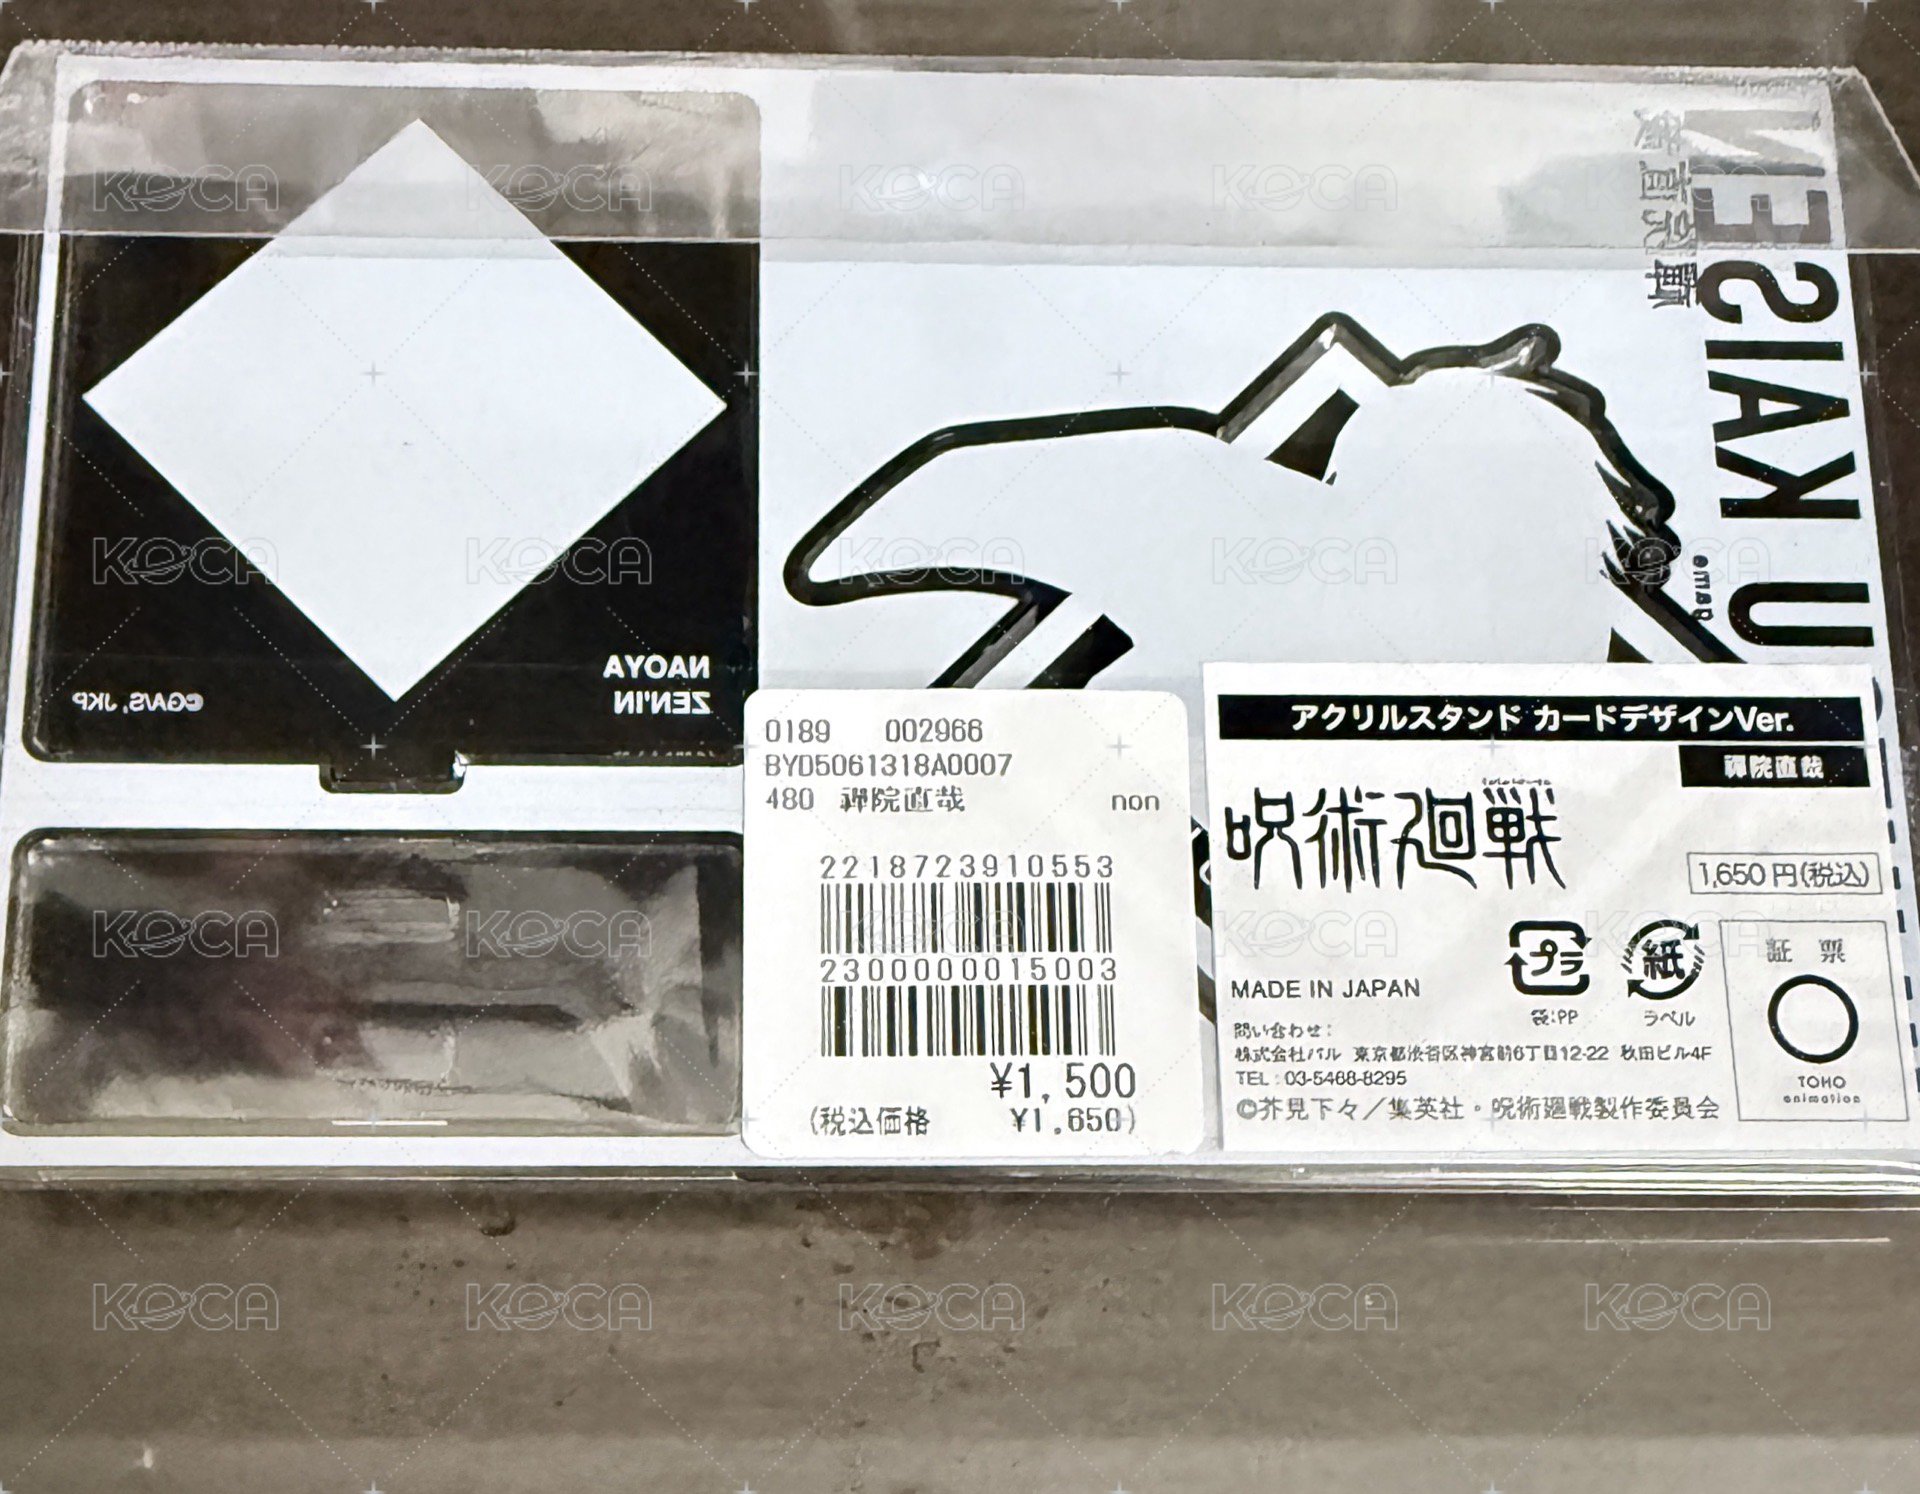 KOCA
NAOYA
ZEN'IN
©GA/S, JKP
JUJUTSU KAISEN
0189 002966
BYD5061318A0007
480 禪院直哉 non
2218723910553
2300000015003
¥1,500
(税込価格 ¥1,650)
アクリルスタンド カードデザインVer.
禪院直哉
呪術廻戦
1,650円(税込)
MADE IN JAPAN
プラ
袋:PP
紙
ラベル
証 票
TOHO
animation
問い合わせ:
株式会社パル 東京都渋谷区神宮前6丁目12-22 秋田ビル4F
TEL:03-5468-8295
©芥見下々/集英社・呪術廻戦製作委員会